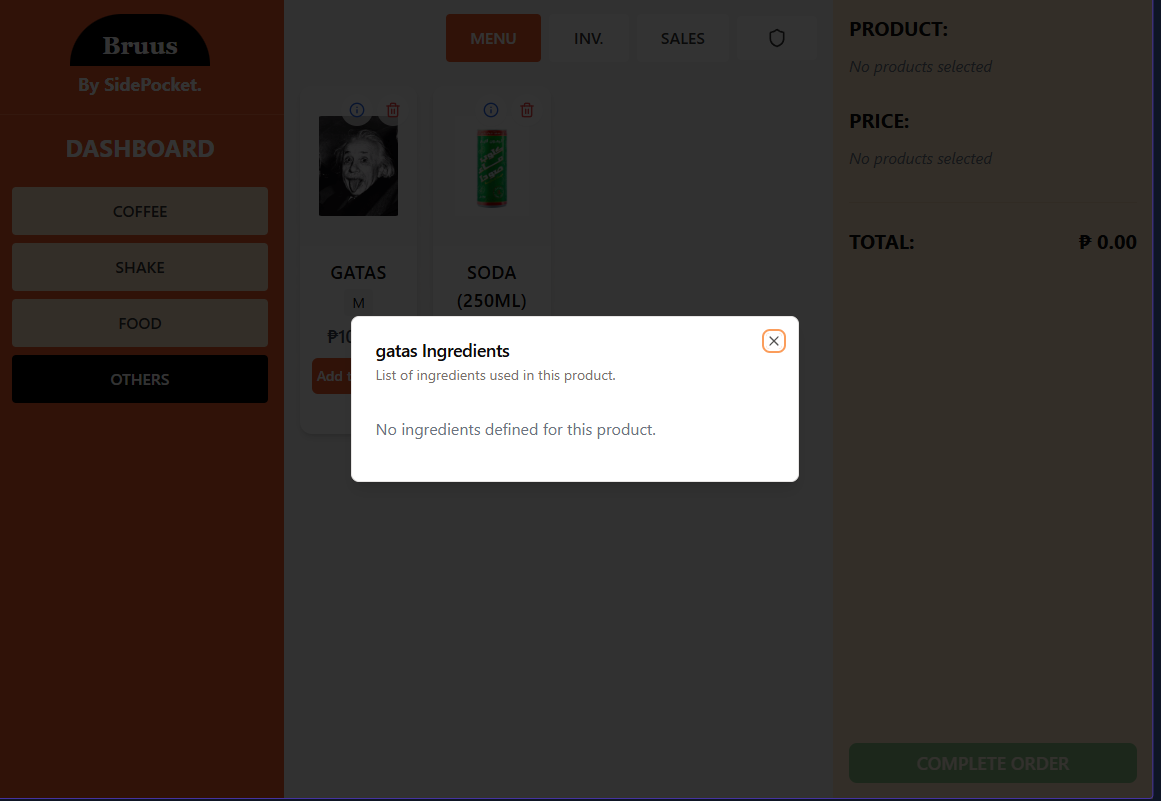 Bruus
By SidePocket.
DASHBOARD
COFFEE
SHAKE
FOOD
OTHERS
MENU
INV.
SALES
GATAS
M
₱10
Add t
SODA
(250ML)
gatas Ingredients
List of ingredients used in this product.
No ingredients defined for this product.
PRODUCT:
No products selected
PRICE:
No products selected
TOTAL: ₱ 0.00
COMPLETE ORDER